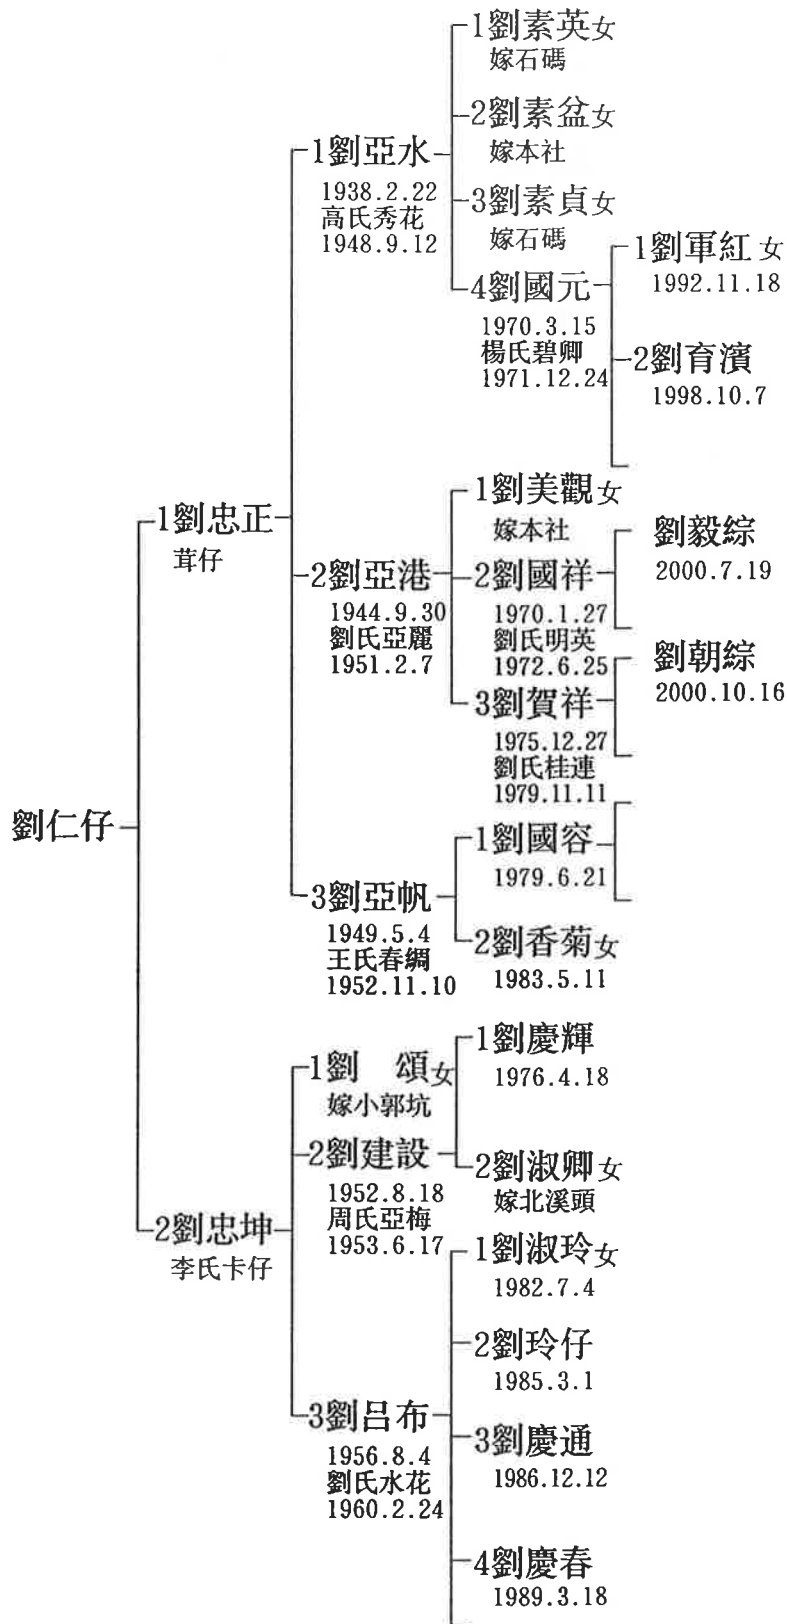 劉仁仔
1劉忠正
茸仔
1劉亞水
1938.2.22
高氏秀花
1948.9.12
1劉素英女
嫁石碼
2劉素盆女
嫁本社
3劉素貞女
嫁石碼
4劉國元
1970.3.15
楊氏碧卿
1971.12.24
1劉軍紅女
1992.11.18
2劉育濱
1998.10.7
2劉亞港
1944.9.30
劉氏亞麗
1951.2.7
1劉美觀女
嫁本社
2劉國祥
1970.1.27
劉氏明英
1972.6.25
劉毅綜
2000.7.19
3劉賀祥
1975.12.27
劉氏桂連
1979.11.11
劉朝綜
2000.10.16
3劉亞帆
1949.5.4
王氏春綢
1952.11.10
1劉國容
1979.6.21
2劉香菊女
1983.5.11
2劉忠坤
李氏卡仔
1劉　頌女
嫁小郭坑
2劉建設
1952.8.18
周氏亞梅
1953.6.17
1劉慶輝
1976.4.18
2劉淑卿女
嫁北溪頭
3劉呂布
1956.8.4
劉氏水花
1960.2.24
1劉淑玲女
1982.7.4
2劉玲仔
1985.3.1
3劉慶通
1986.12.12
4劉慶春
1989.3.18